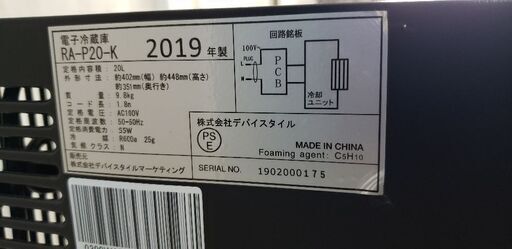 電子冷蔵庫
RA-P20-K 2019年製
定格内容積：20L
外形寸法：約402mm(幅) 約448mm(高さ)
約351mm(奥行き)
質量：9.8kg
コード長：1.8m
定格電圧：AC100V
定格周波数：50-60Hz
定格消費電力：55W
冷媒：R600a 25g
気候クラス：N
販売元
株式会社デバイスタイルマーケティング
回路銘板
100V~
PLUG
L
N
PCB
冷却
ユニット
株式会社デバイスタイル
PS
E
MADE IN CHINA
Foaming agent: C5H10
SERIAL NO. 1902000175